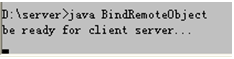 D:\server>java BindRemoteObject
be ready for client server...